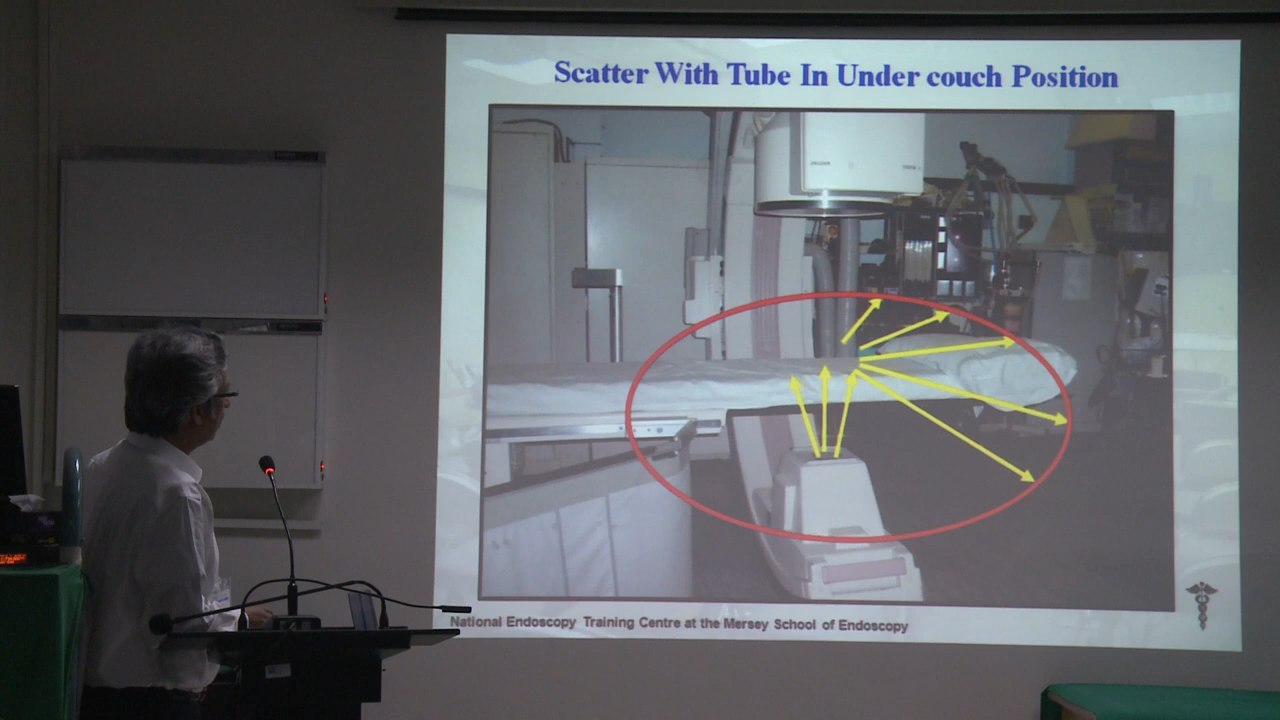 Scatter With Tube In Under couch Position
National Endoscopy Training Centre at the Mersey School of Endoscopy